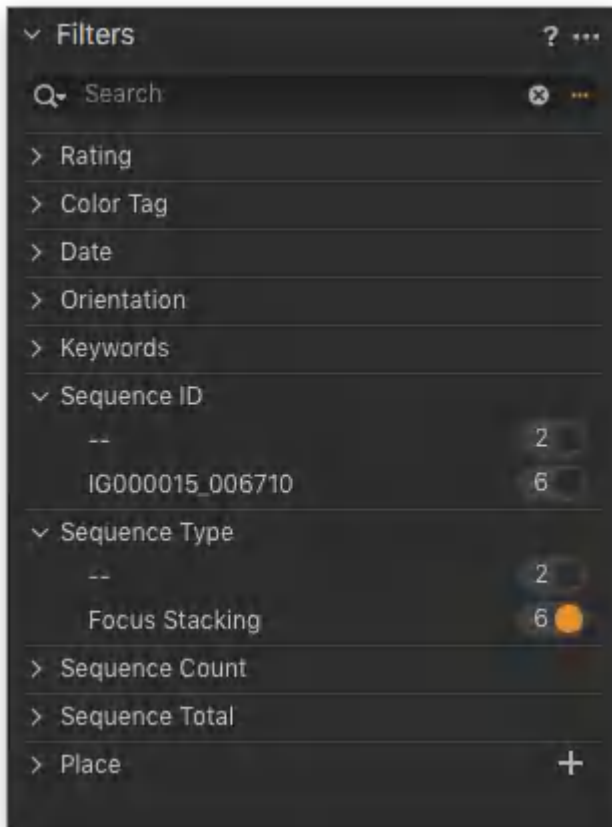 Filters ? ...
Search
Rating
Color Tag
Date
Orientation
Keywords
Sequence ID
-- 2
IG000015_006710 6
Sequence Type
-- 2
Focus Stacking 6
Sequence Count
Sequence Total
Place +